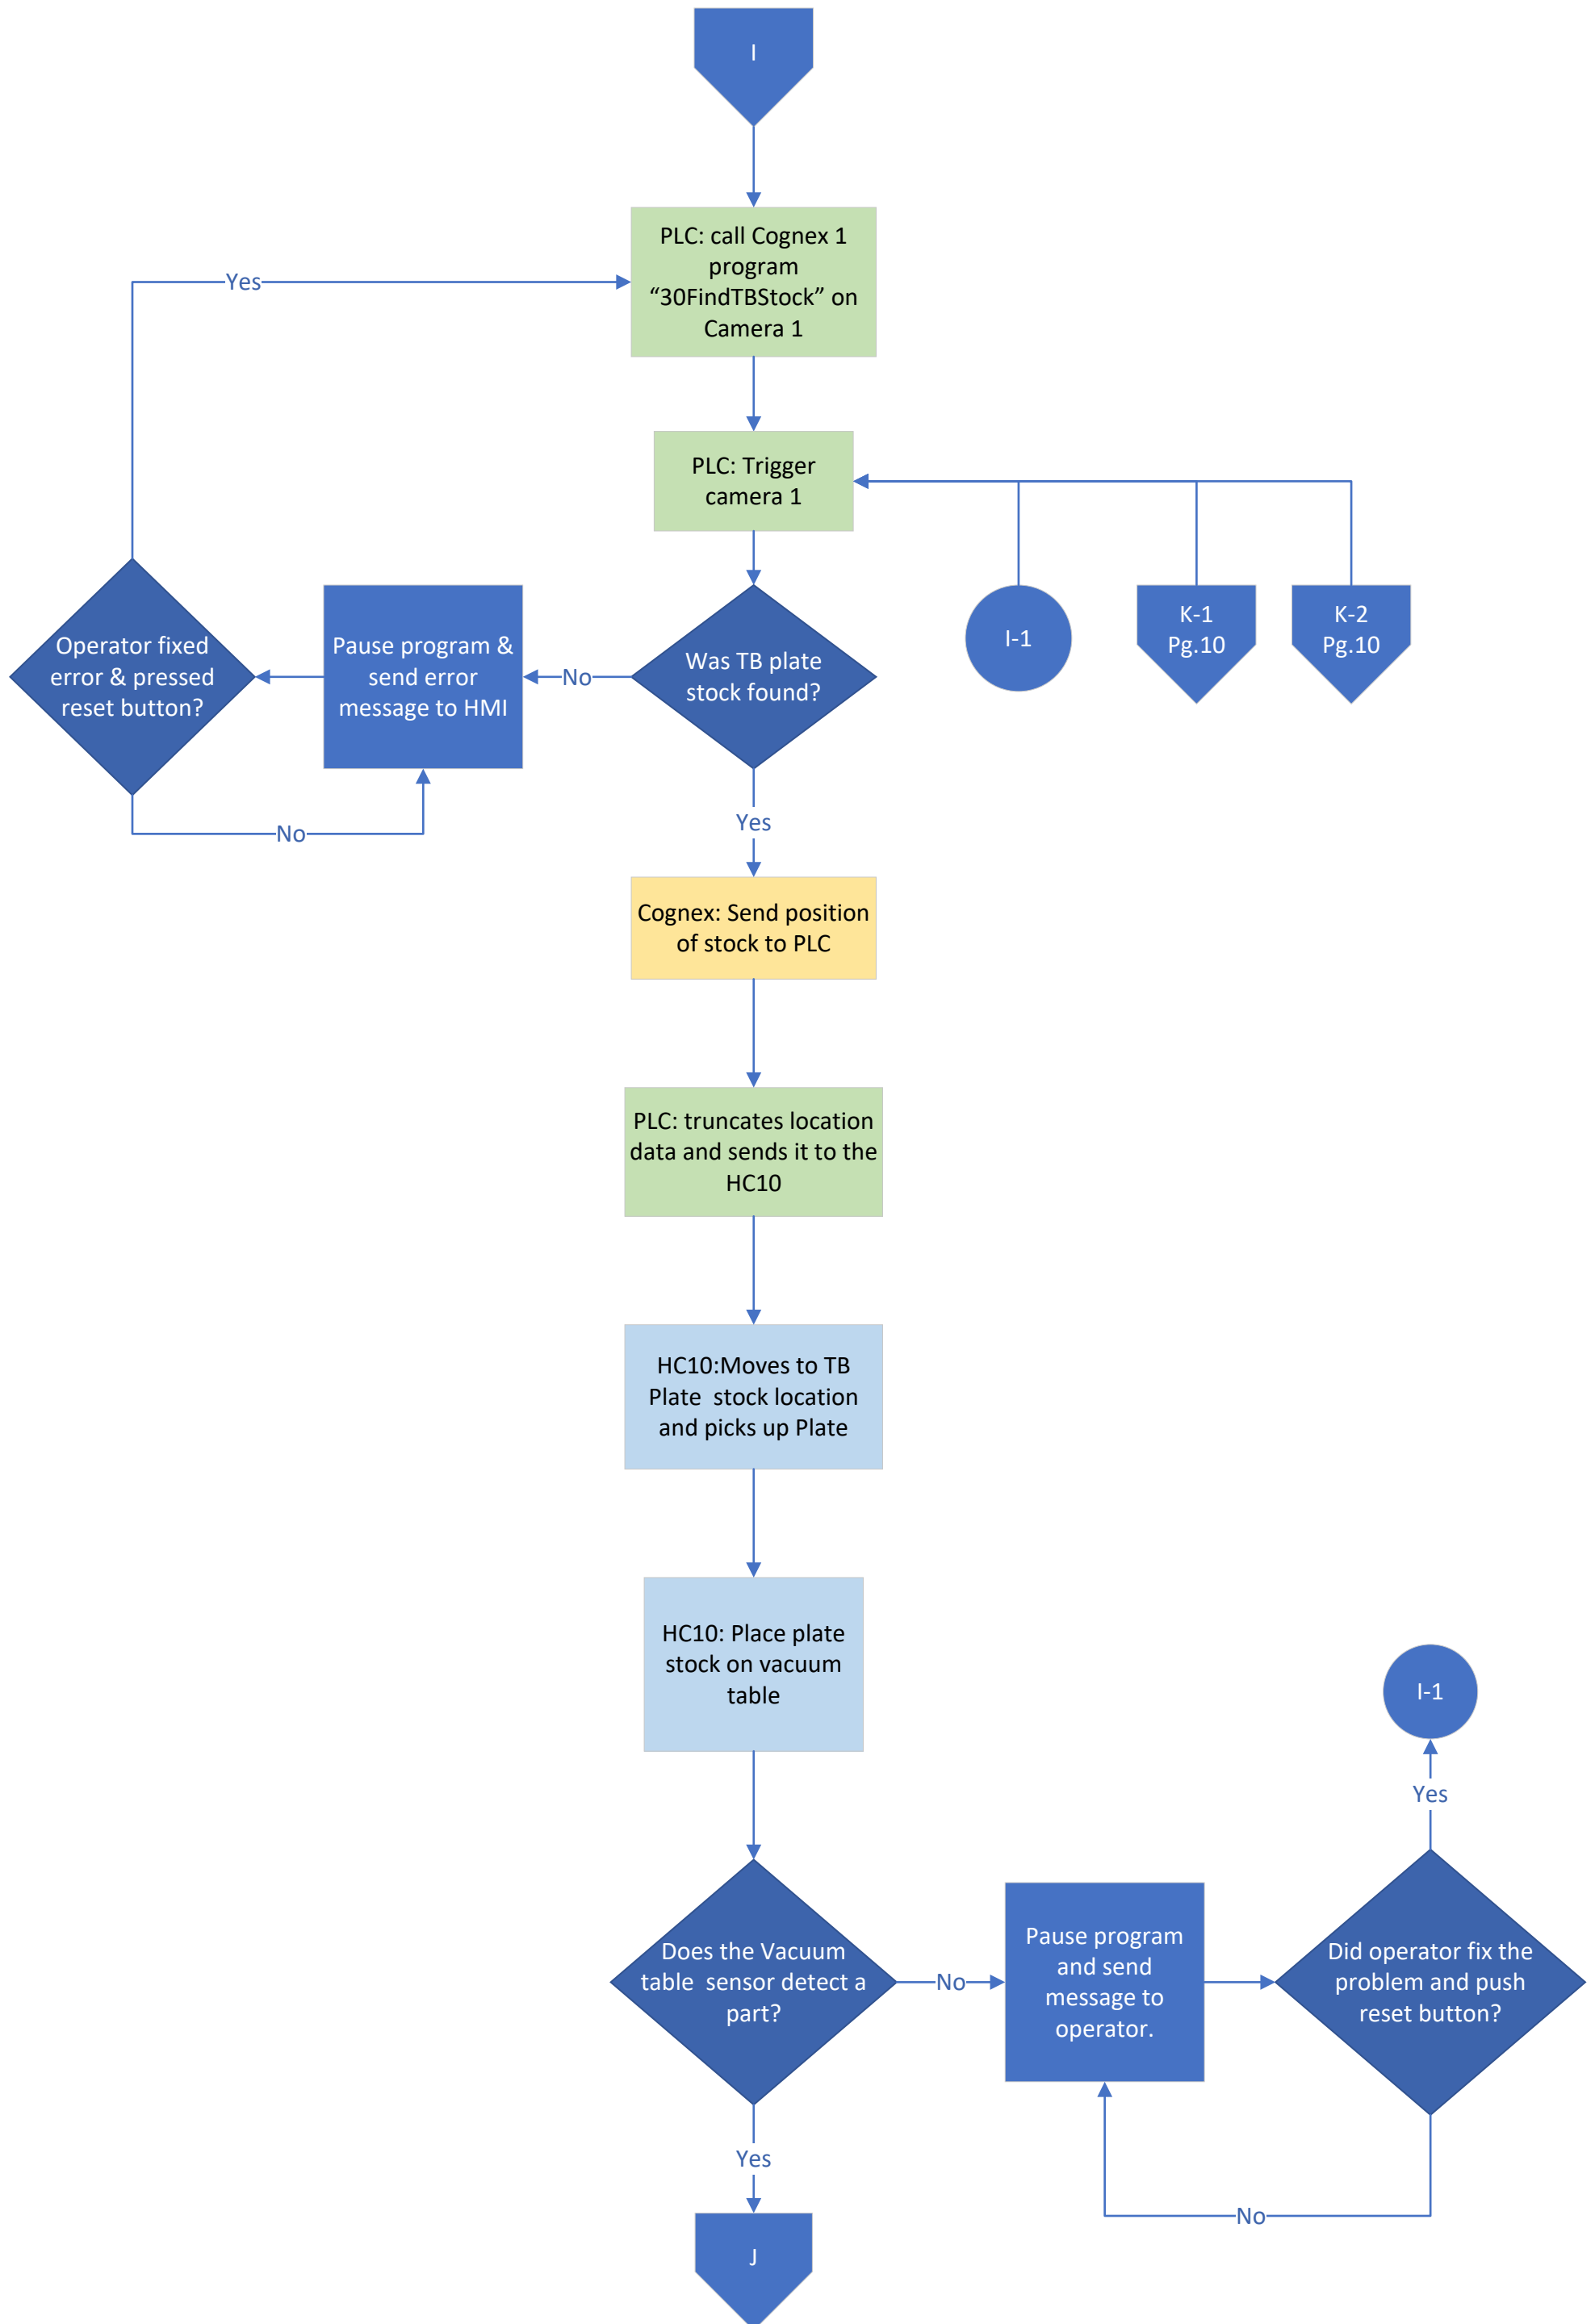 I
PLC: call Cognex 1
program
“30FindTBStock” on
Camera 1
Yes
PLC: Trigger
camera 1
Operator fixed
error & pressed
reset button?
Pause program &
send error
message to HMI
No
Was TB plate
stock found?
I-1
K-1
Pg.10
K-2
Pg.10
No
Yes
Cognex: Send position
of stock to PLC
PLC: truncates location
data and sends it to the
HC10
HC10:Moves to TB
Plate  stock location
and picks up Plate
HC10: Place plate
stock on vacuum
table
I-1
Yes
Does the Vacuum
table  sensor detect a
part?
No
Pause program
and send
message to
operator.
Did operator fix the
problem and push
reset button?
Yes
No
J